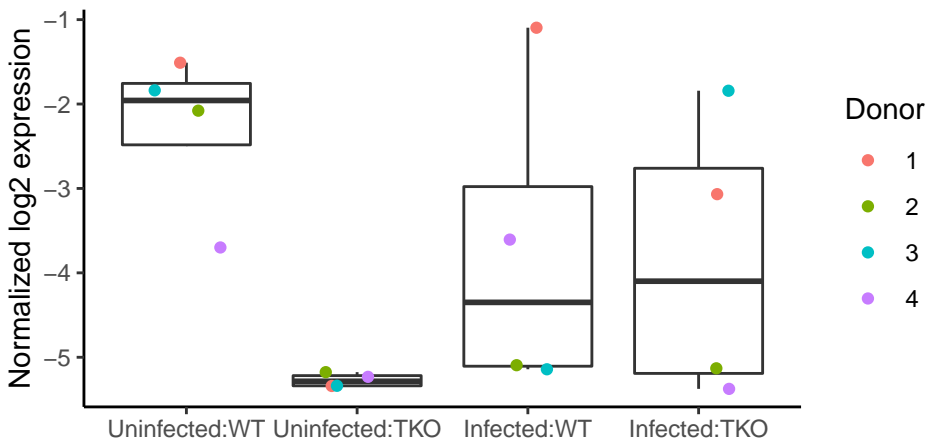 Normalized log2 expression
−1
−2
−3
−4
−5
Uninfected:WT
Uninfected:TKO
Infected:WT
Infected:TKO
Donor
1
2
3
4